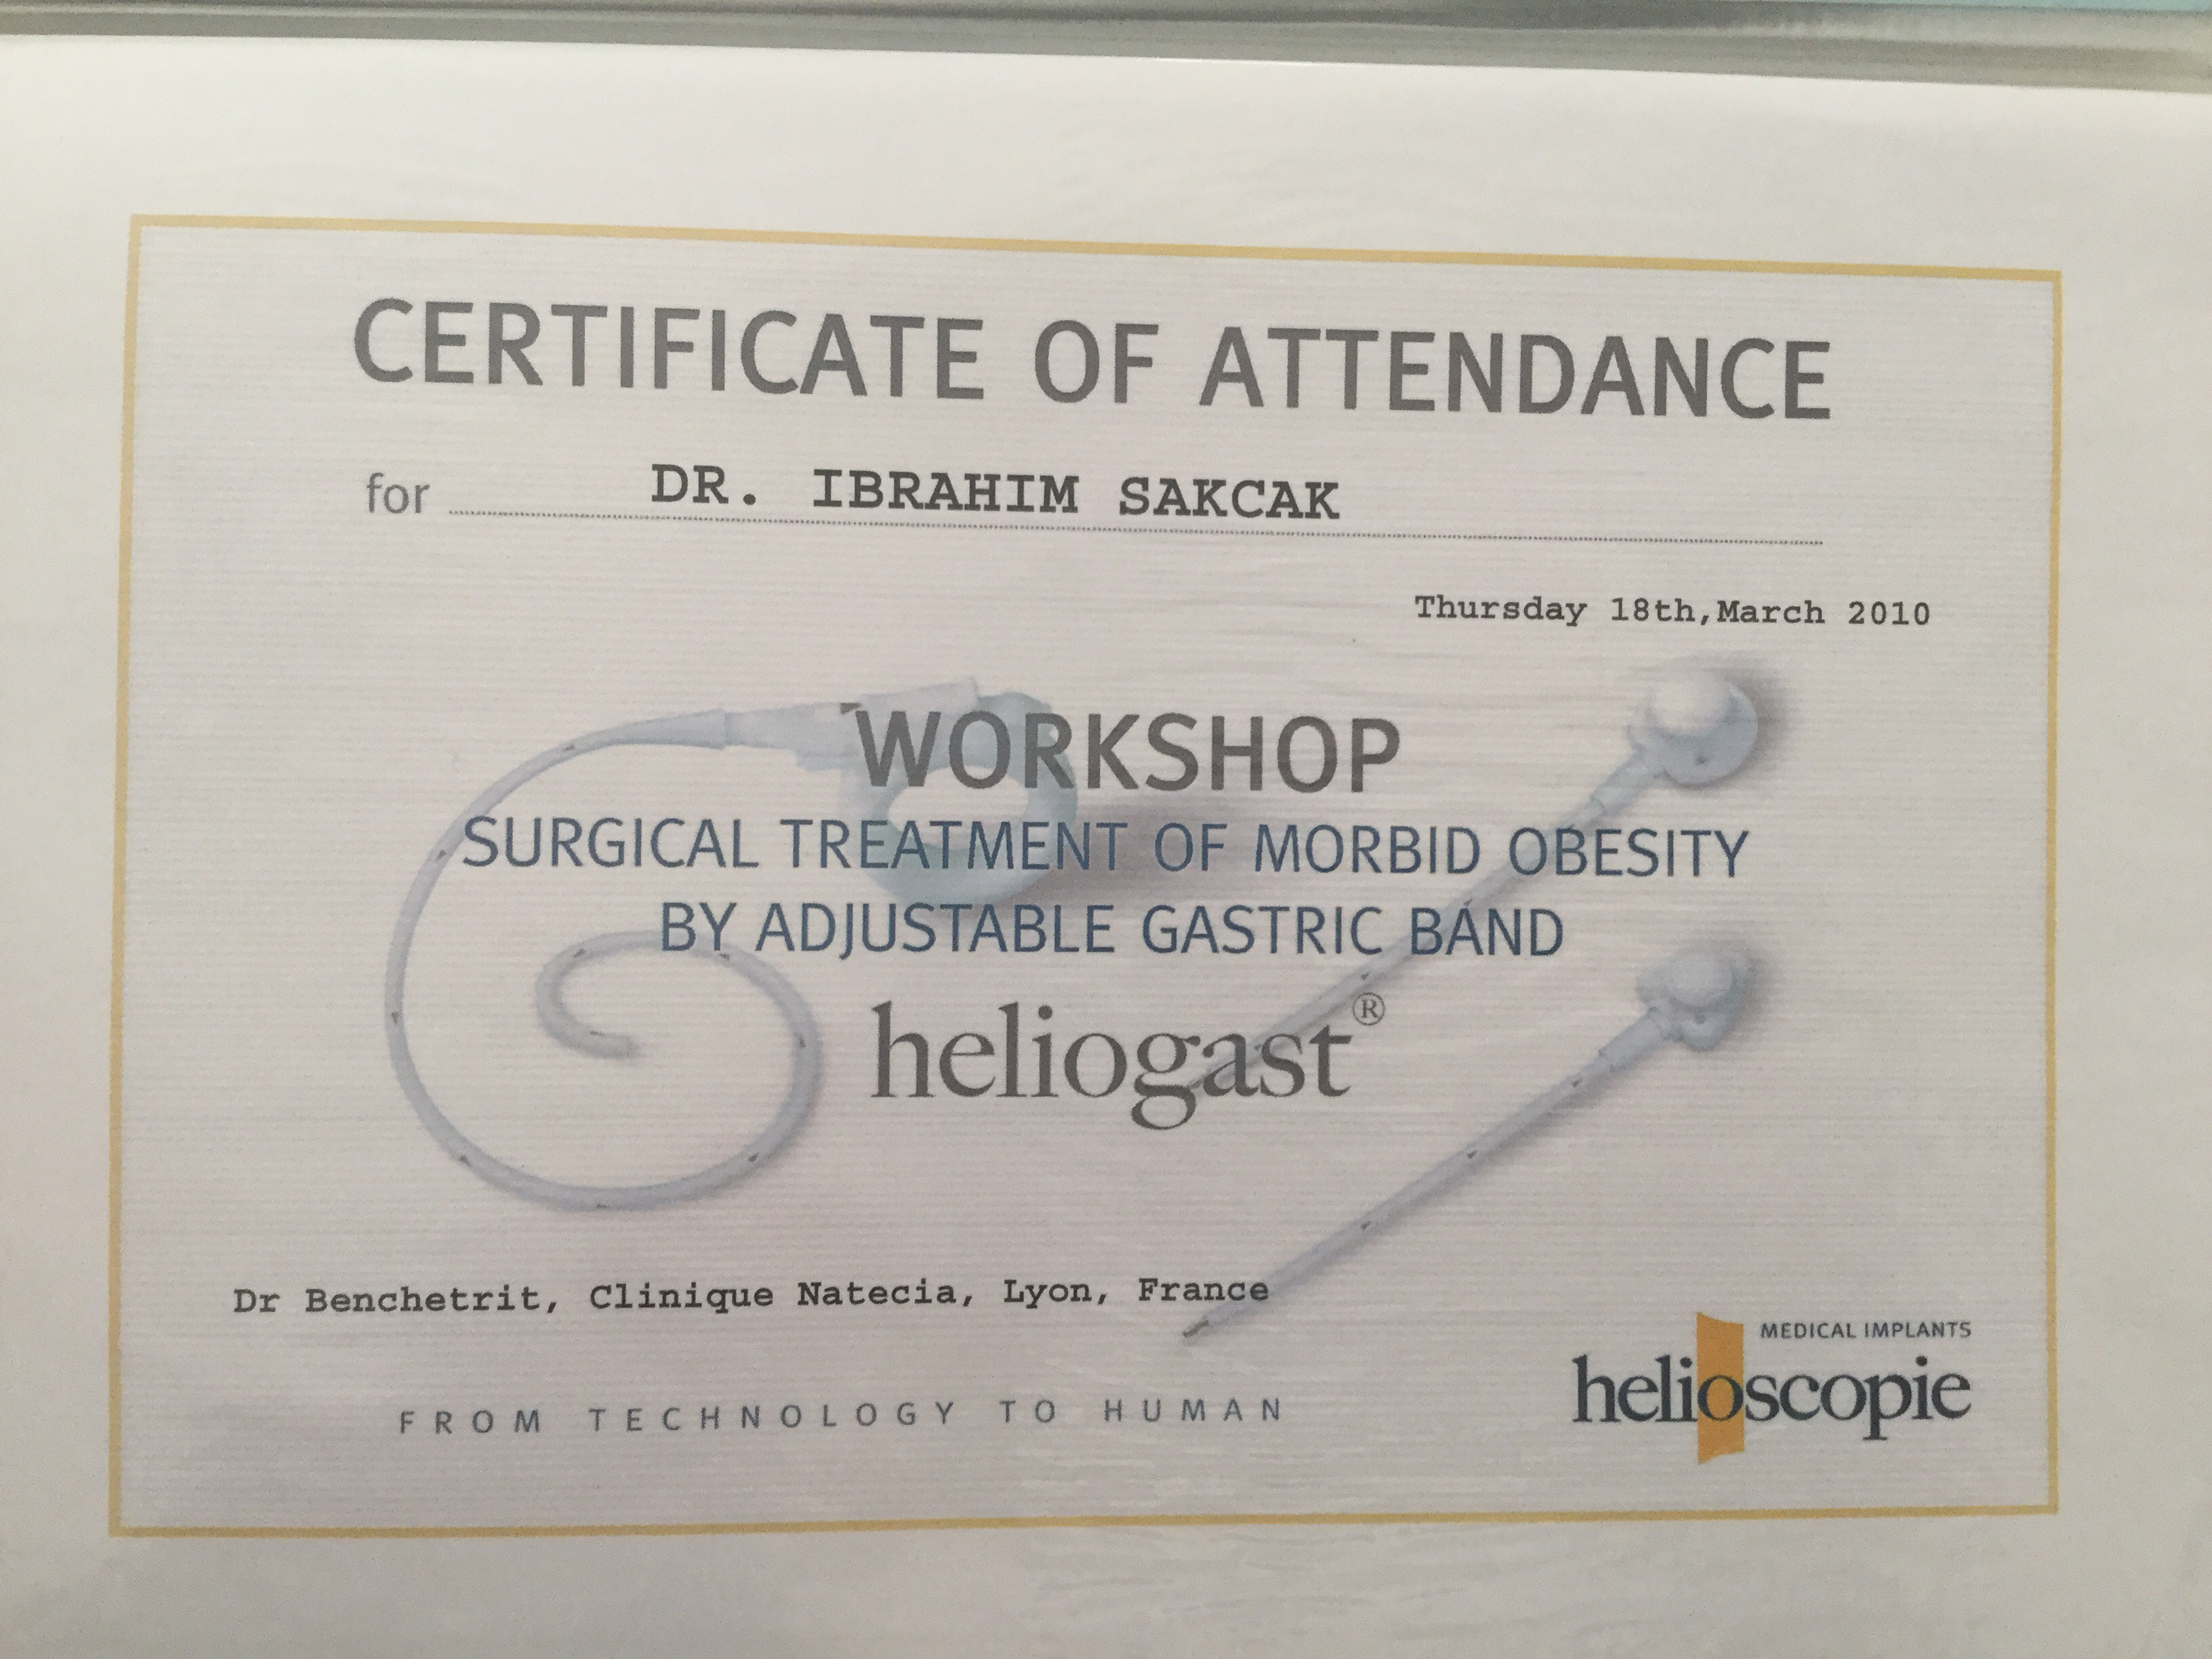 CERTIFICATE OF ATTENDANCE
for DR. IBRAHIM SAKCAK
Thursday 18th,March 2010
WORKSHOP
SURGICAL TREATMENT OF MORBID OBESITY
BY ADJUSTABLE GASTRIC BAND
heliogast®
Dr Benchetrit, Clinique Natecia, Lyon, France
FROM TECHNOLOGY TO HUMAN
MEDICAL IMPLANTS
helioscopie